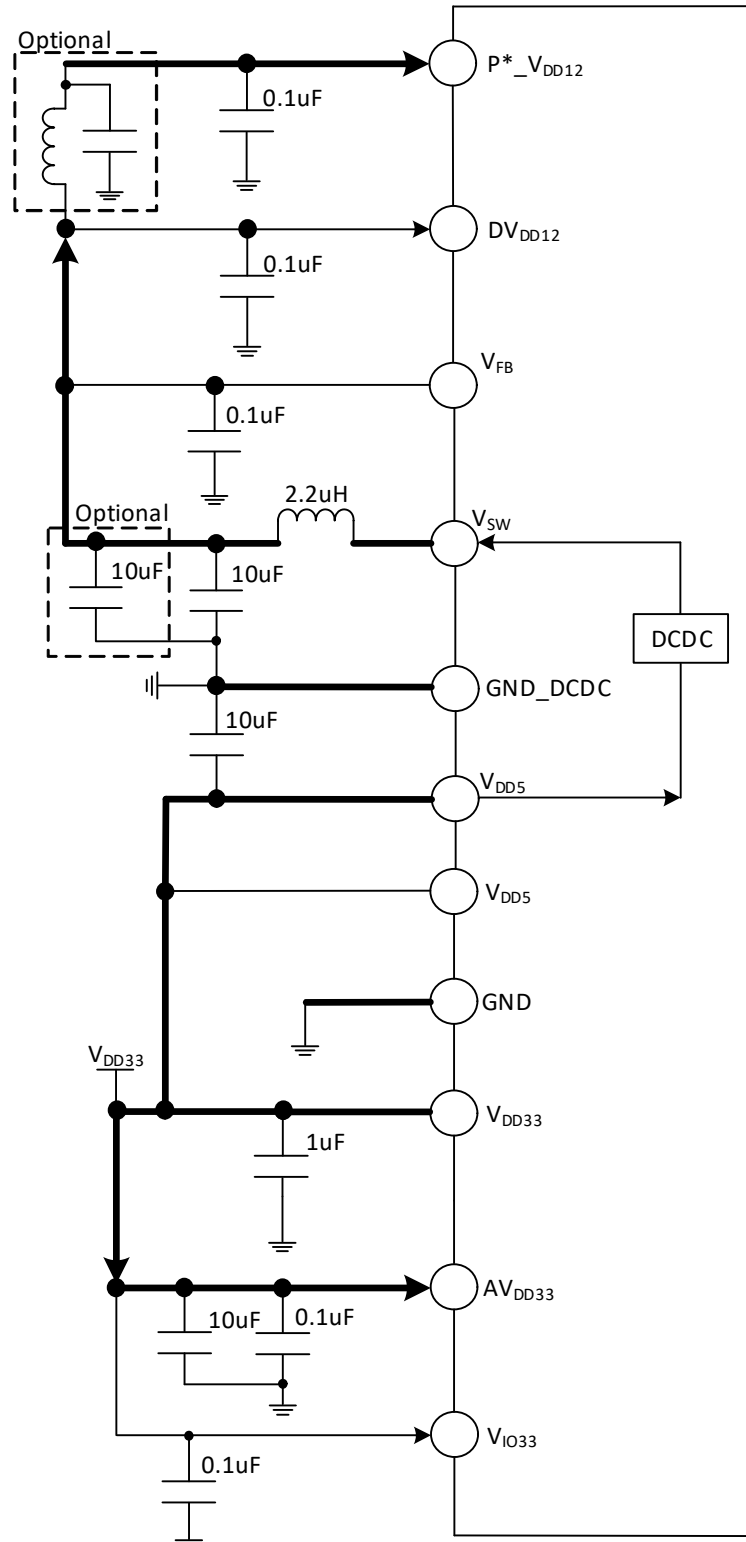 Optional
P*_VDD12
0.1uF
DVDD12
0.1uF
VFB
0.1uF
2.2uH
VSW
Optional
10uF
10uF
DCDC
GND_DCDC
10uF
VDD5
VDD5
GND
VDD33
VDD33
1uF
AVDD33
10uF
0.1uF
VIO33
0.1uF